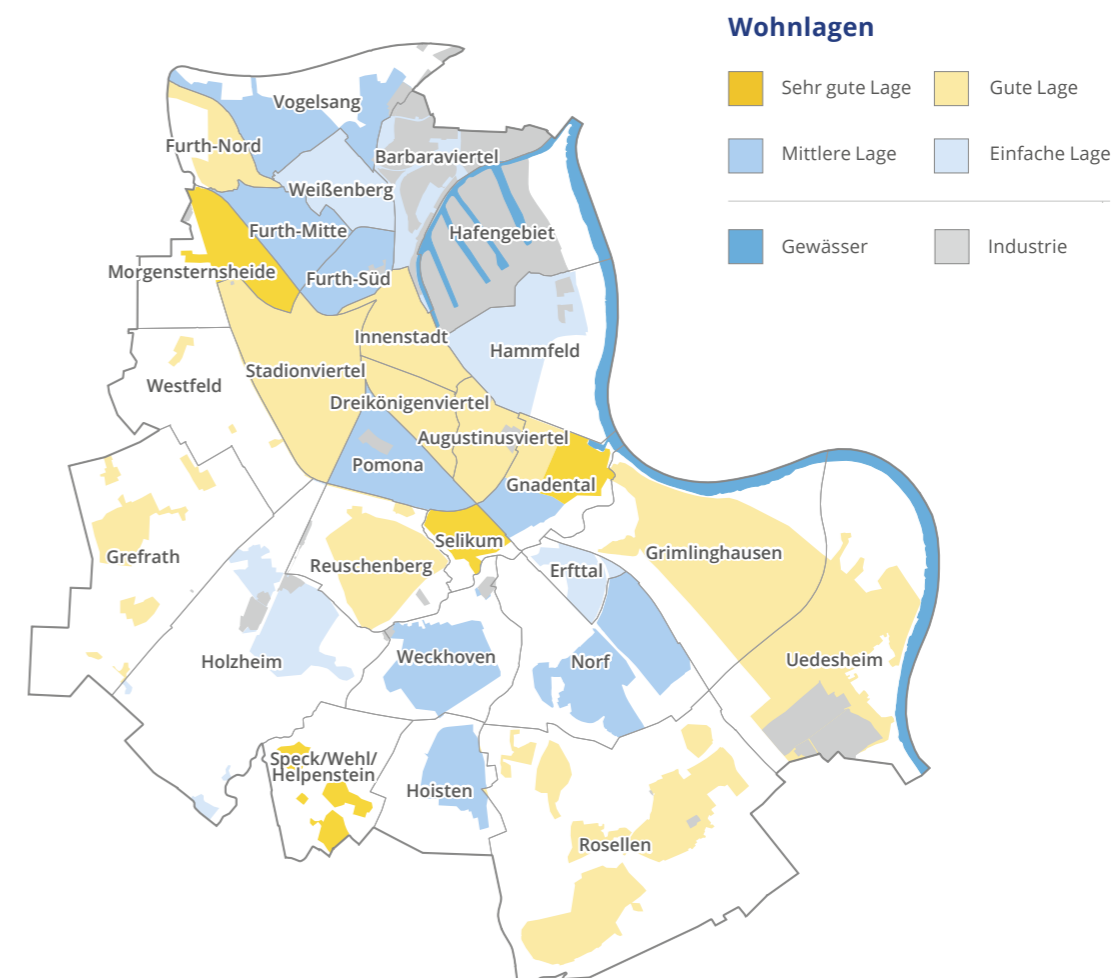 Wohnlagen
Sehr gute Lage
Gute Lage
Mittlere Lage
Einfache Lage
Gewässer
Industrie
Vogelsang
Furth-Nord
Barbaraviertel
Weißenberg
Furth-Mitte
Hafengebiet
Morgensternsheide
Furth-Süd
Innenstadt
Hammfeld
Stadionviertel
Westfeld
Dreikönigenviertel
Augustinusviertel
Pomona
Gnadental
Selikum
Grefrath
Reuschenberg
Erfttal
Grimlinghausen
Holzheim
Weckhoven
Norf
Uedesheim
Speck/Wehl/
Helpenstein
Hoisten
Rosellen